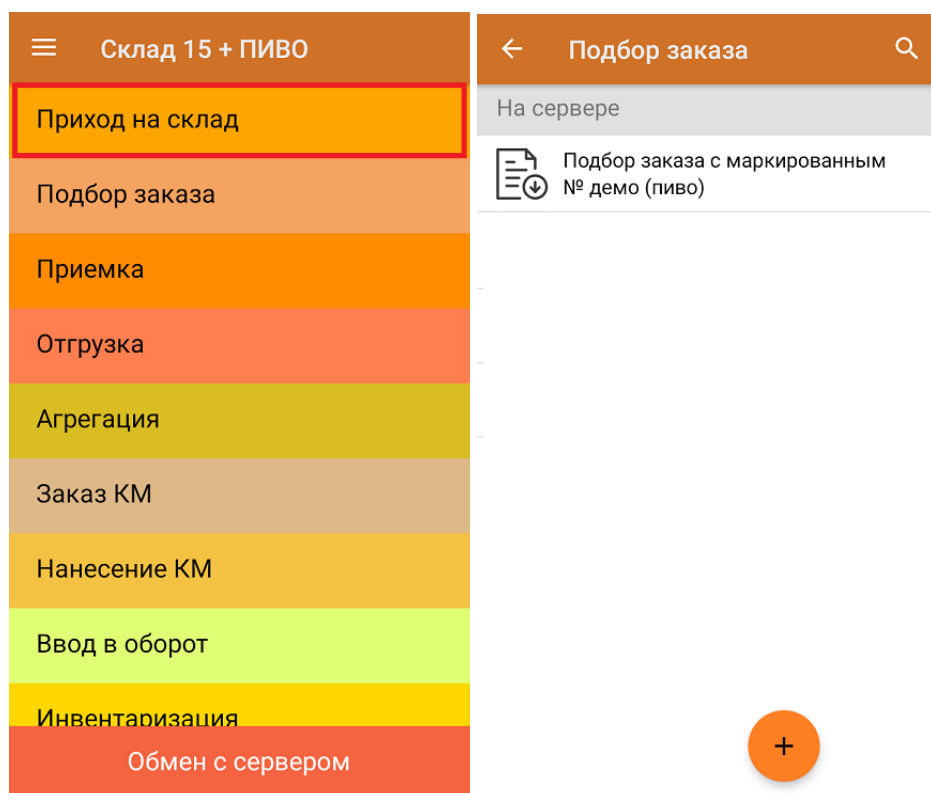 Склад 15 + ПИВО
Приход на склад
Подбор заказа
Приемка
Отгрузка
Агрегация
Заказ КМ
Нанесение КМ
Ввод в оборот
Инвентаризация
Обмен с сервером
Подбор заказа
На сервере
Подбор заказа с маркированным
№ демо (пиво)
+